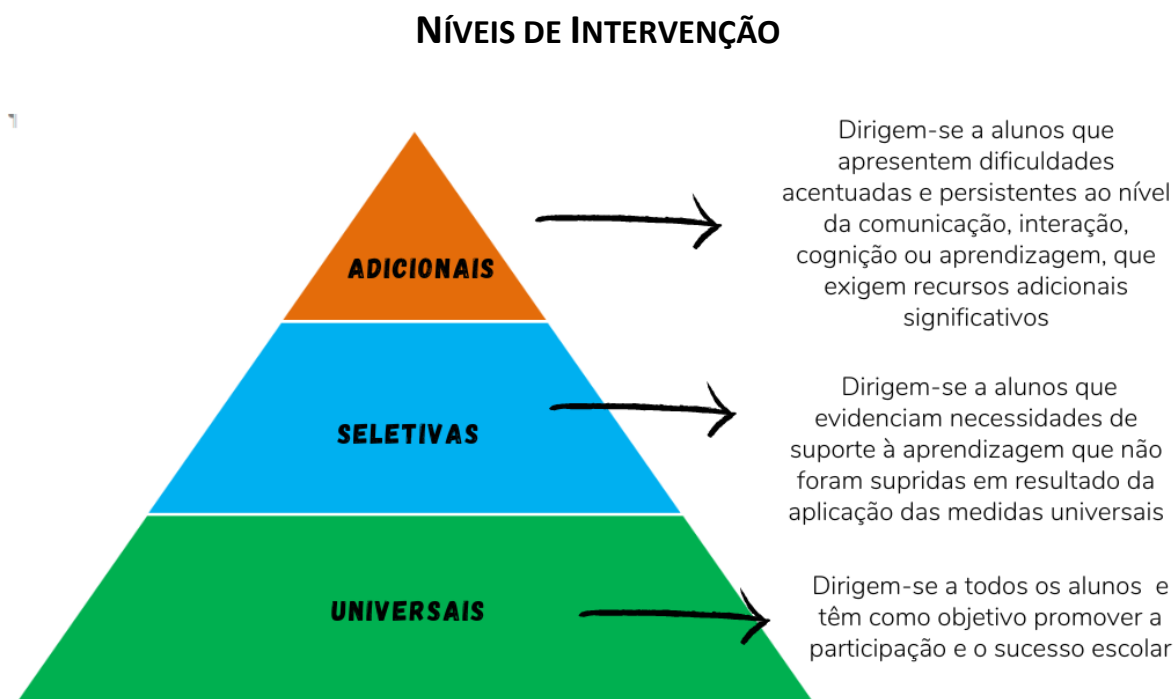 NÍVEIS DE INTERVENÇÃO
¶
ADICIONAIS
Dirigem-se a alunos que
apresentem dificuldades
acentuadas e persistentes ao nível
da comunicação, interação,
cognição ou aprendizagem, que
exigem recursos adicionais
significativos
SELETIVAS
Dirigem-se a alunos que
evidenciam necessidades de
suporte à aprendizagem que não
foram supridas em resultado da
aplicação das medidas universais
UNIVERSAIS
Dirigem-se a todos os alunos e
têm como objetivo promover a
participação e o sucesso escolar